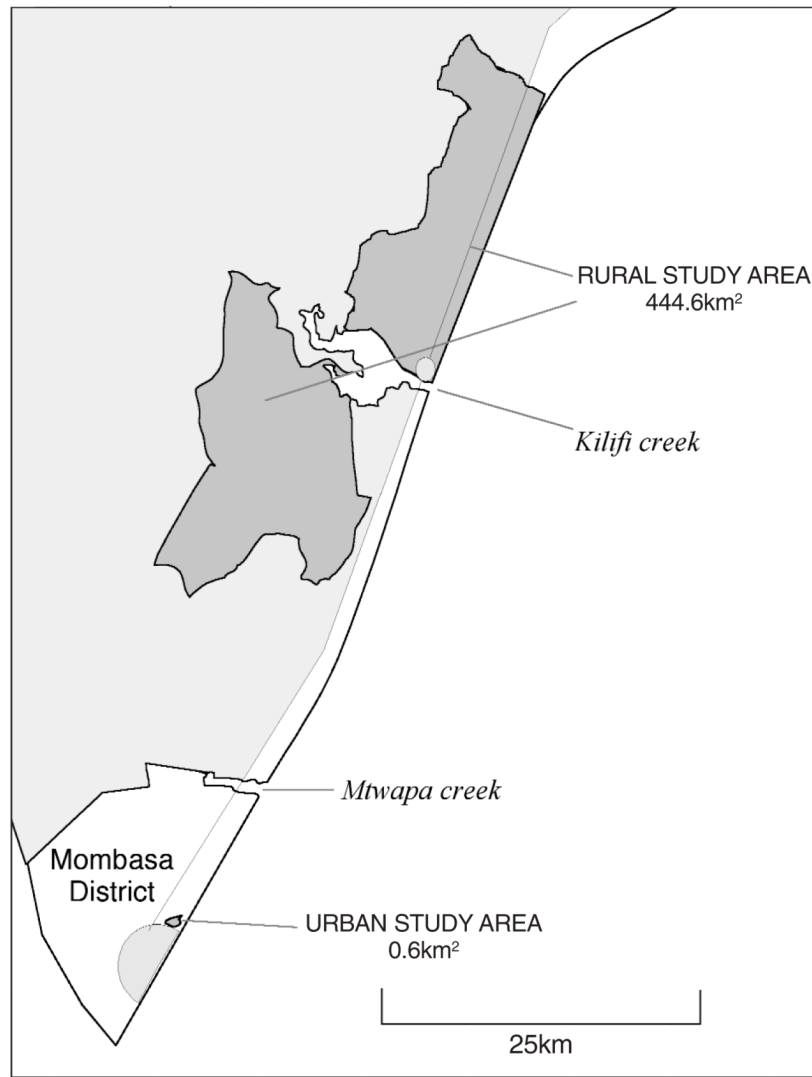 RURAL STUDY AREA
444.6km²
Kilifi creek
Mtwapa creek
Mombasa
District
URBAN STUDY AREA
0.6km²
25km